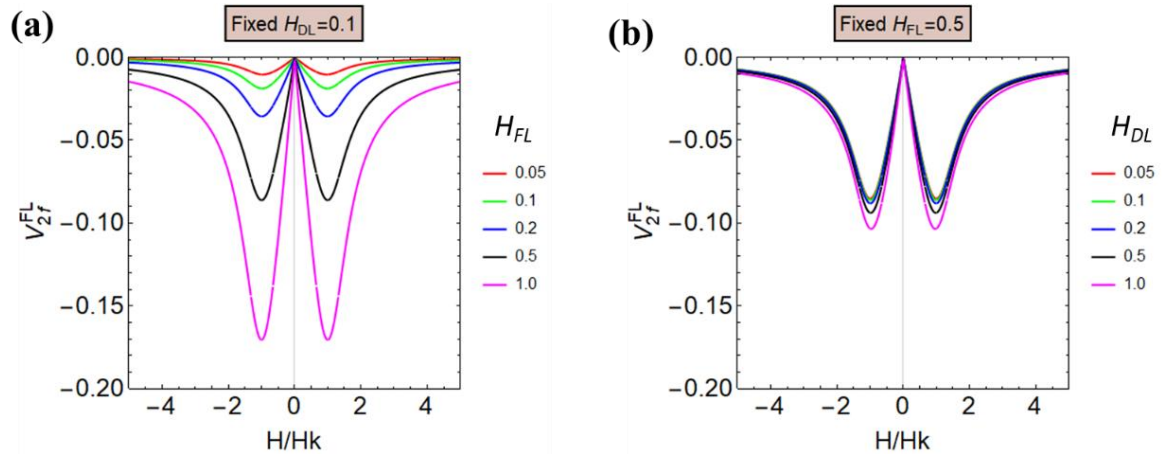 (a)
Fixed H_DL=0.1
0.00
−0.05
−0.10
−0.15
−0.20
V_2f^FL
−4 −2 0 2 4
H/Hk
H_FL
0.05
0.1
0.2
0.5
1.0
(b)
Fixed H_FL=0.5
0.00
−0.05
−0.10
−0.15
−0.20
V_2f^FL
−4 −2 0 2 4
H/Hk
H_DL
0.05
0.1
0.2
0.5
1.0